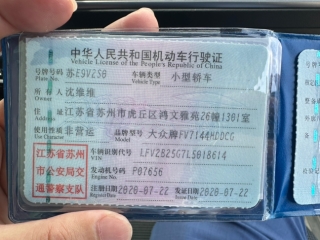 中华人民共和国机动车行驶证
Vehicle License of the People's Republic of China
号牌号码 苏E9V25B 车辆类型 小型轿车
Plate No. Vehicle Type
所有人 沈维维
Owner
住址 江苏省苏州市虎丘区鸿文雅苑26幢1301室
Address
使用性质 非营运 品牌型号 大众牌FV7144HCDCG
Use Character Model
江苏省苏州市公安局交通警察支队
车辆识别代号 LFV2B25G7L5018614
VIN
发动机号码 P07656
Engine No.
注册日期 2020-07-22 发证日期 2020-07-22
Register Date Issue Date